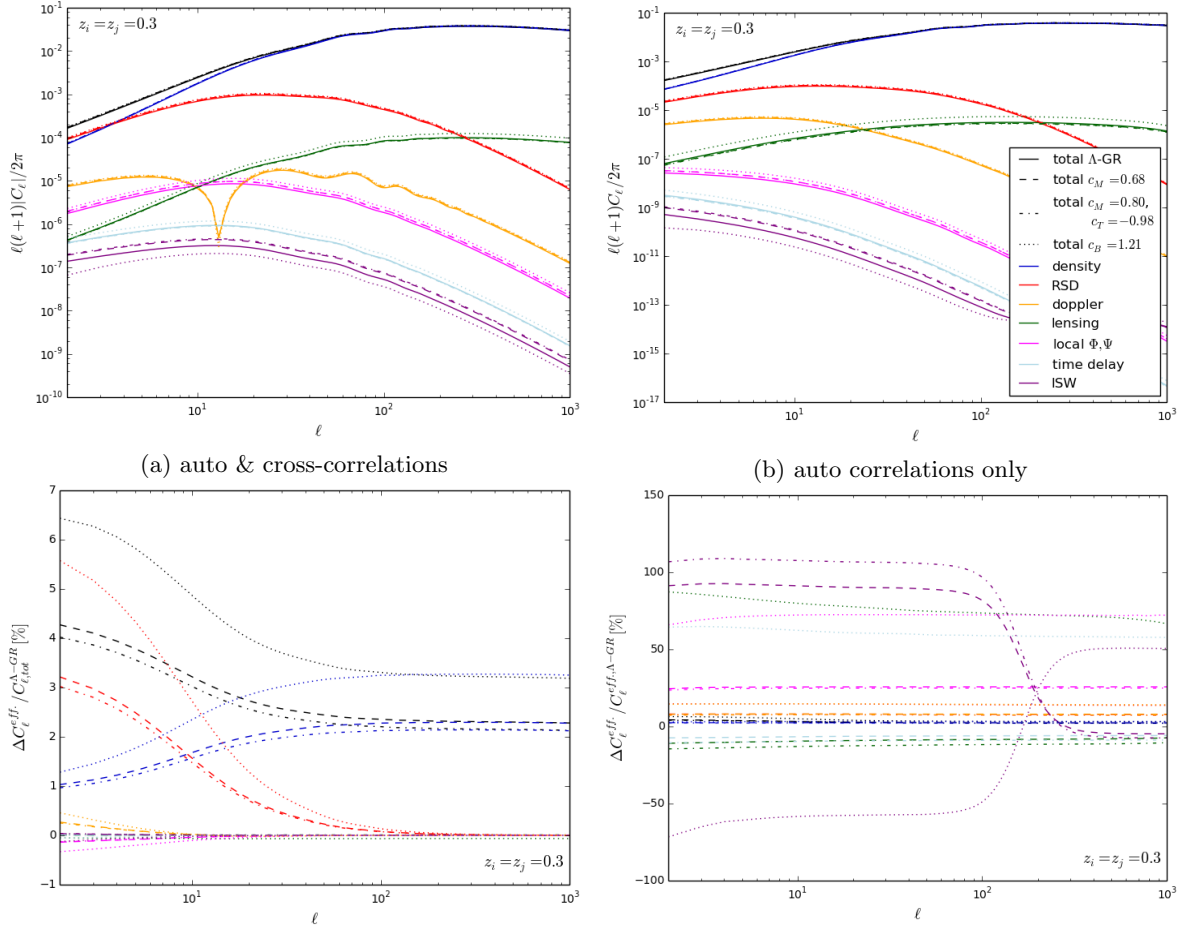 z_i = z_j = 0.3
ℓ(ℓ+1)|C_ℓ|/2π
10^-1
10^-2
10^-3
10^-4
10^-5
10^-6
10^-7
10^-8
10^-9
10^-10
10^1
10^2
10^3
ℓ
(a) auto & cross-correlations
z_i = z_j = 0.3
ℓ(ℓ+1)C_ℓ/2π
10^1
10^-1
10^-3
10^-5
10^-7
10^-9
10^-11
10^-13
10^-15
10^-17
total Λ-GR
total c_M = 0.68
total c_M = 0.80,
c_T = −0.98
total c_B = 1.21
density
RSD
doppler
lensing
local Φ,Ψ
time delay
ISW
10^1
10^2
10^3
ℓ
(b) auto correlations only
ΔC_ℓ^{eff.}/C_{ℓ,tot}^{Λ−GR} [%]
7
6
5
4
3
2
1
0
−1
z_i = z_j = 0.3
10^1
10^2
10^3
ℓ
ΔC_ℓ^{eff.}/C_ℓ^{eff.,Λ−GR} [%]
150
100
50
0
−50
−100
z_i = z_j = 0.3
10^1
10^2
10^3
ℓ